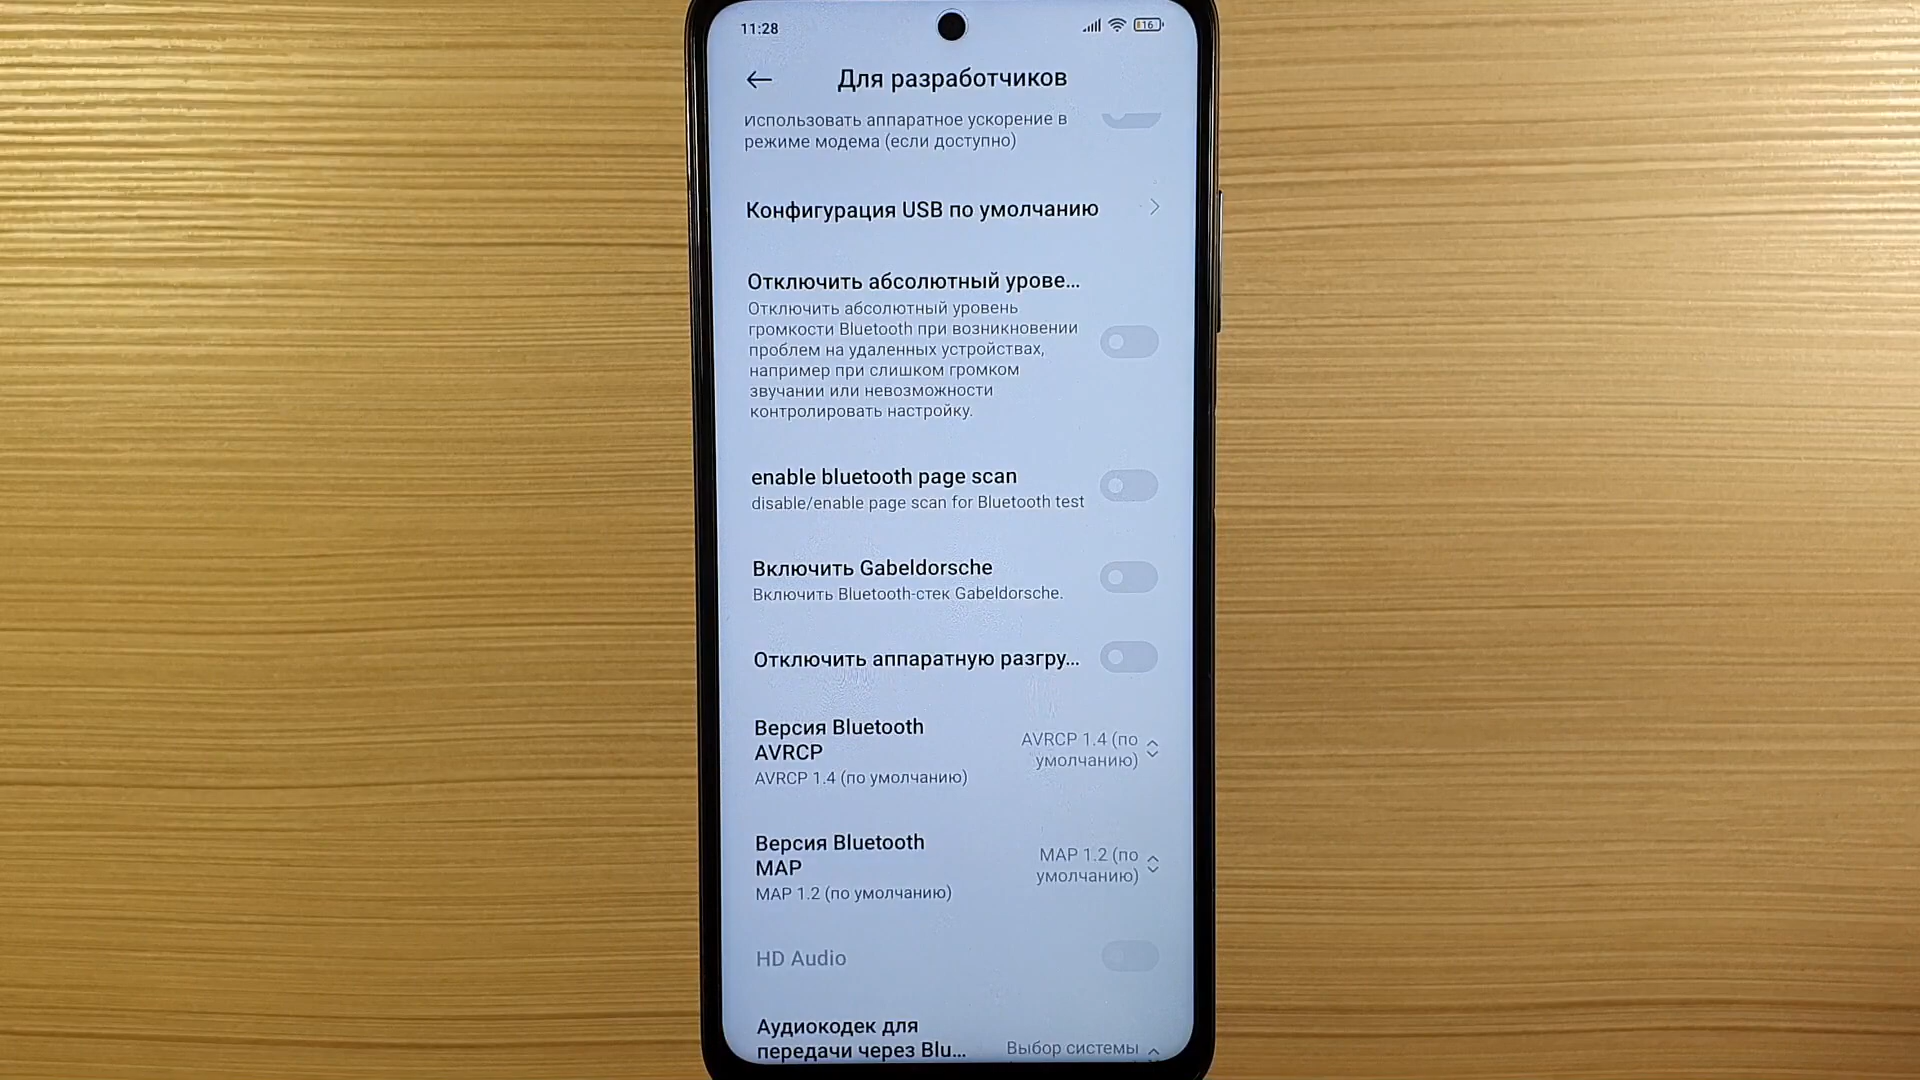 11:28
16
Для разработчиков
использовать аппаратное ускорение в
режиме модема (если доступно)
Конфигурация USB по умолчанию
Отключить абсолютный урове...
Отключить абсолютный уровень
громкости Bluetooth при возникновении
проблем на удаленных устройствах,
например при слишком громком
звучании или невозможности
контролировать настройку.
enable bluetooth page scan
disable/enable page scan for Bluetooth test
Включить Gabeldorsche
Включить Bluetooth-стек Gabeldorsche.
Отключить аппаратную разгру...
Версия Bluetooth
AVRCP
AVRCP 1.4 (по умолчанию)
AVRCP 1.4 (по
умолчанию)
Версия Bluetooth
MAP
MAP 1.2 (по умолчанию)
MAP 1.2 (по
умолчанию)
HD Audio
Аудиокодек для
передачи через Blu...
Выбор системы